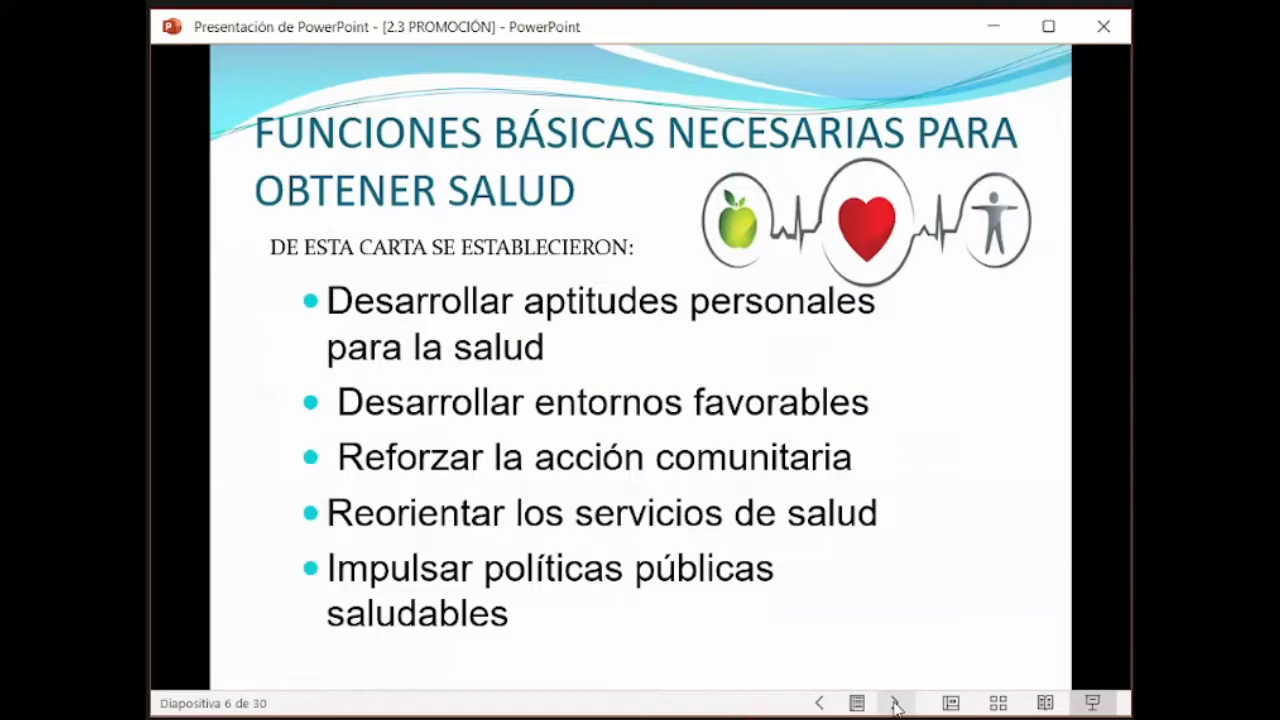 Presentación de PowerPoint - [2.3 PROMOCIÓN] - PowerPoint
FUNCIONES BÁSICAS NECESARIAS PARA
OBTENER SALUD
DE ESTA CARTA SE ESTABLECIERON:
Desarrollar aptitudes personales
para la salud
Desarrollar entornos favorables
Reforzar la acción comunitaria
Reorientar los servicios de salud
Impulsar políticas públicas
saludables
Diapositiva 6 de 30